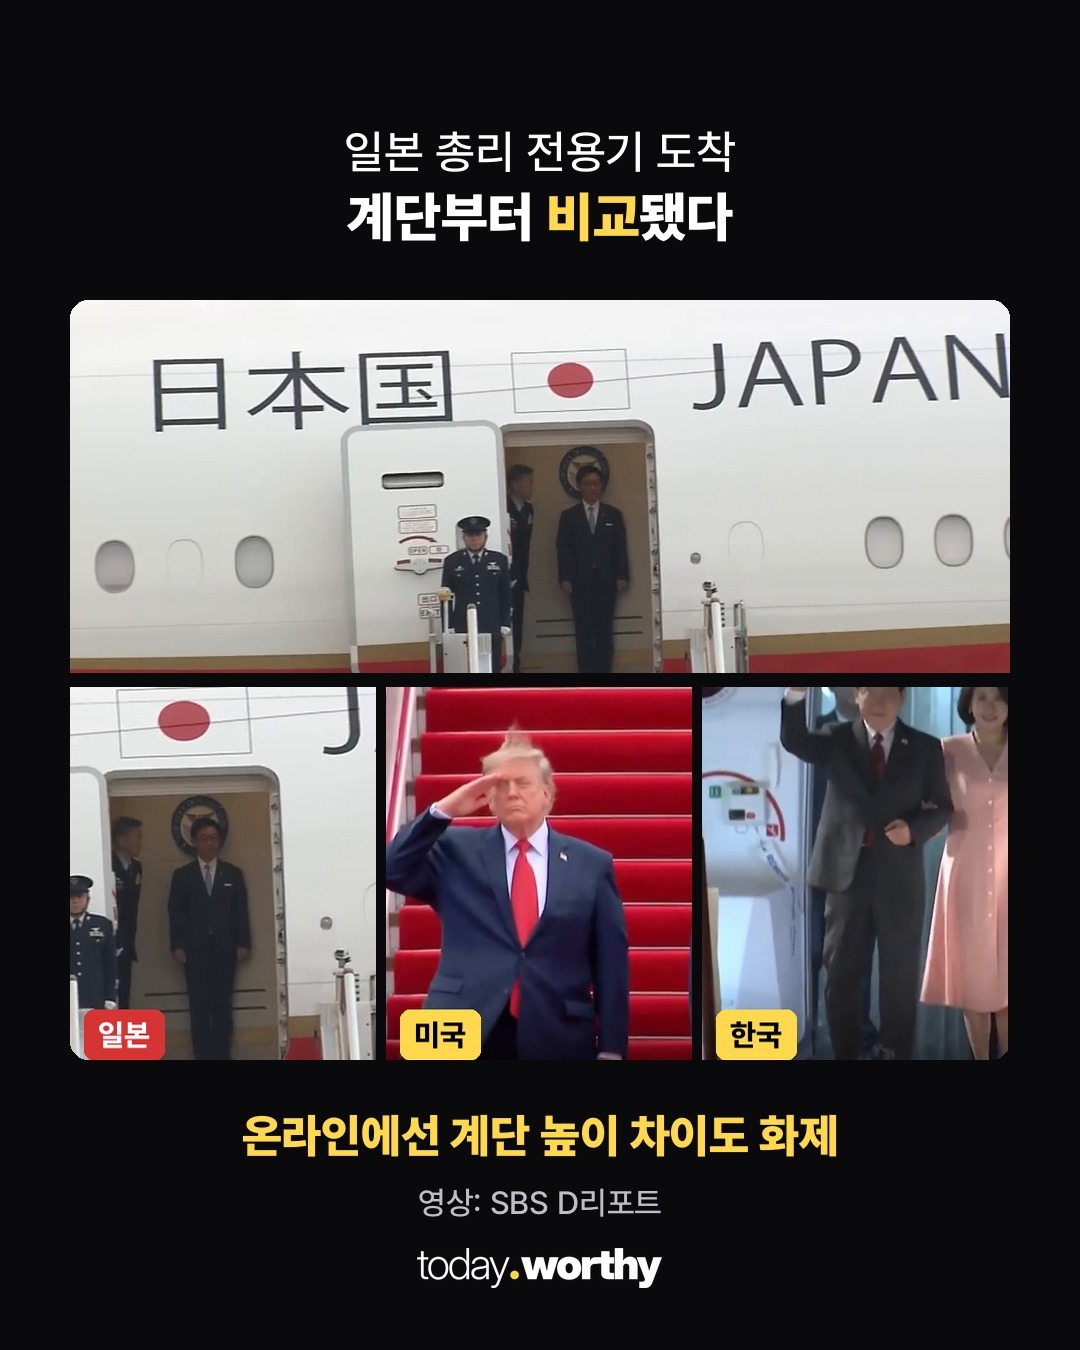 일본 총리 전용기 도착
계단부터 비교됐다
日本国 JAPAN
OPEN
J
일본
미국
한국
온라인에선 계단 높이 차이도 화제
영상: SBS D리포트
today.worthy